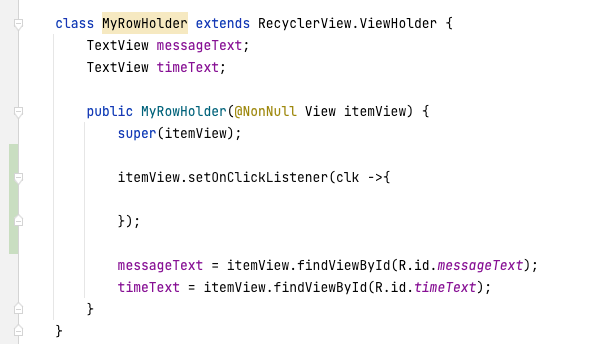 class MyRowHolder extends RecyclerView.ViewHolder {
    TextView messageText;
    TextView timeText;

    public MyRowHolder(@NonNull View itemView) {
        super(itemView);

        itemView.setOnClickListener(clk ->{

        });

        messageText = itemView.findViewById(R.id.messageText);
        timeText = itemView.findViewById(R.id.timeText);
    }
}